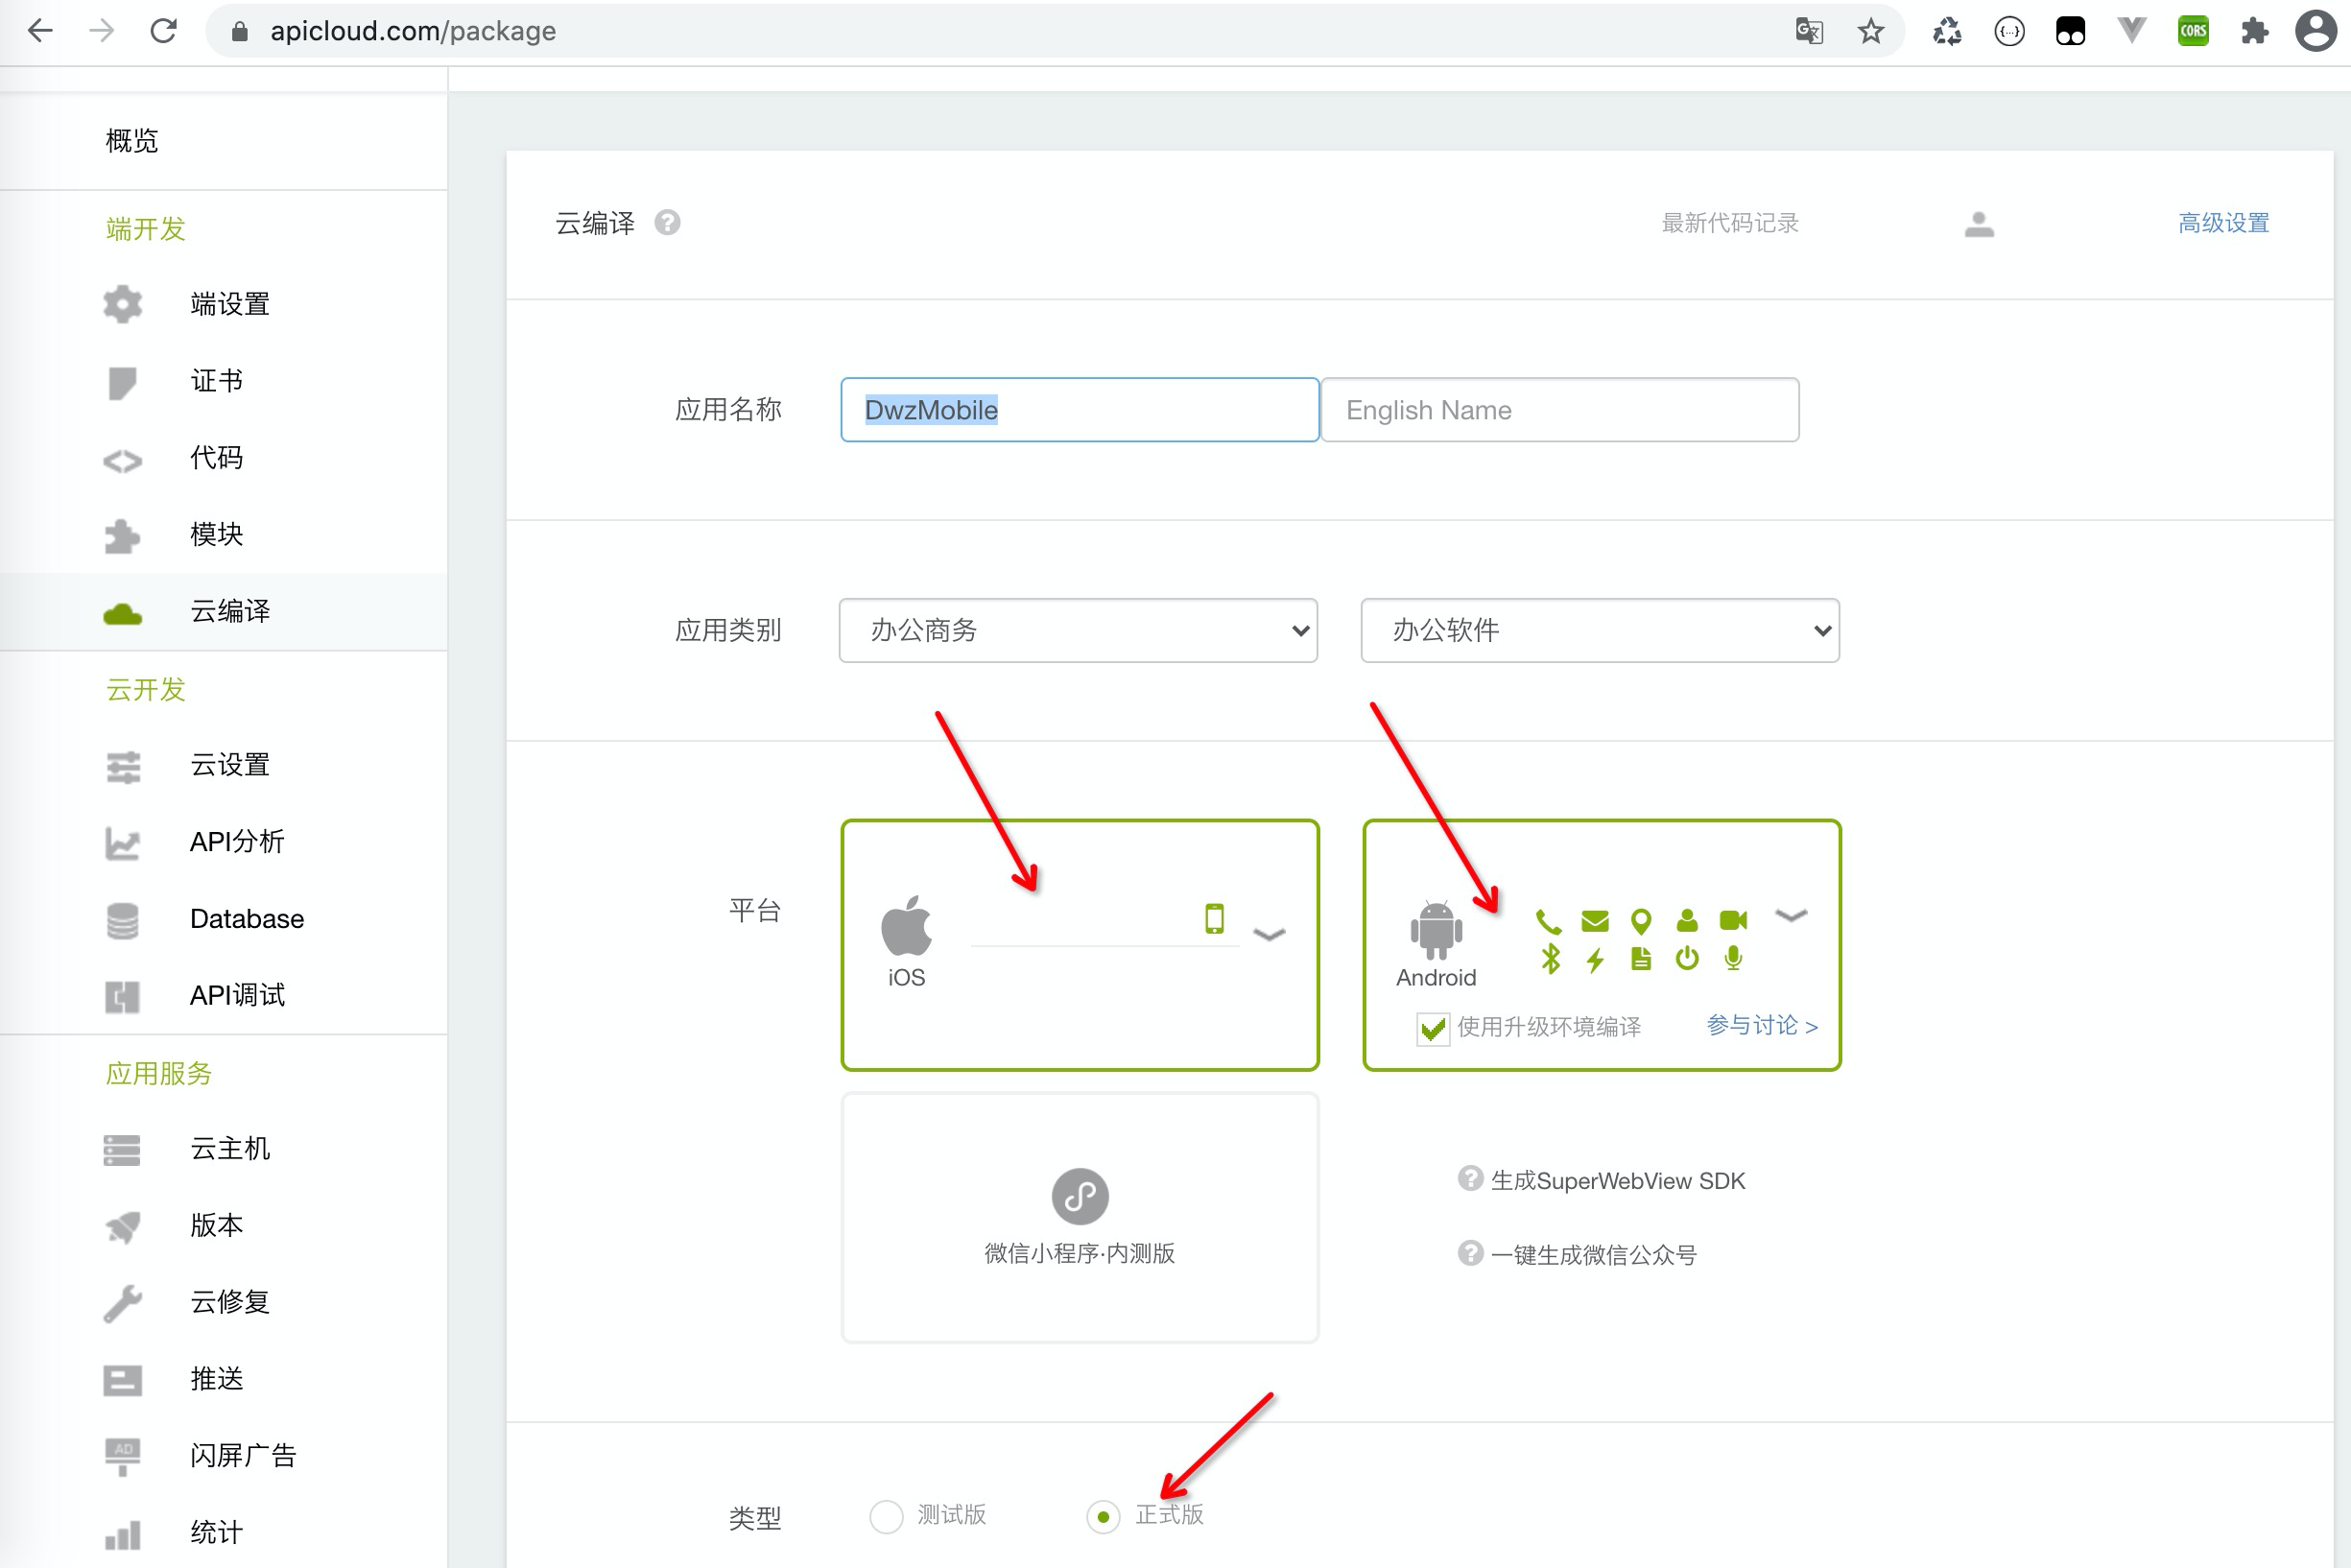 apicloud.com/package
CORS
概览
端开发
端设置
证书
代码
模块
云编译
云开发
云设置
API分析
Database
API调试
应用服务
云主机
版本
云修复
推送
AD
闪屏广告
统计
云编译 ?
最新代码记录
高级设置
应用名称
DwzMobile
English Name
应用类别
办公商务
办公软件
平台
iOS
Android
使用升级环境编译
参与讨论 >
微信小程序·内测版
? 生成SuperWebView SDK
? 一键生成微信公众号
类型
测试版
正式版